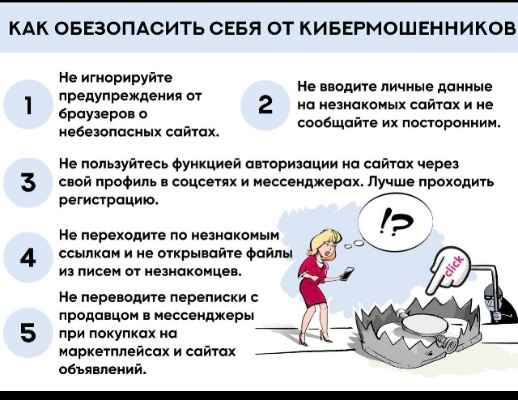 КАК ОБЕЗОПАСИТЬ СЕБЯ ОТ КИБЕРМОШЕННИКОВ
1
Не игнорируйте
предупреждения от
браузеров о
небезопасных сайтах.
2
Не вводите личные данные
на незнакомых сайтах и не
сообщайте их посторонним.
3
Не пользуйтесь функцией авторизации на сайтах через
свой профиль в соцсетях и мессенджерах. Лучше проходить
регистрацию.
4
Не переходите по незнакомым
ссылкам и не открывайте файлы
из писем от незнакомцев.
5
Не переводите переписки с
продавцом в мессенджеры
при покупках на
маркетплейсах и сайтах
объявлений.
!?
click